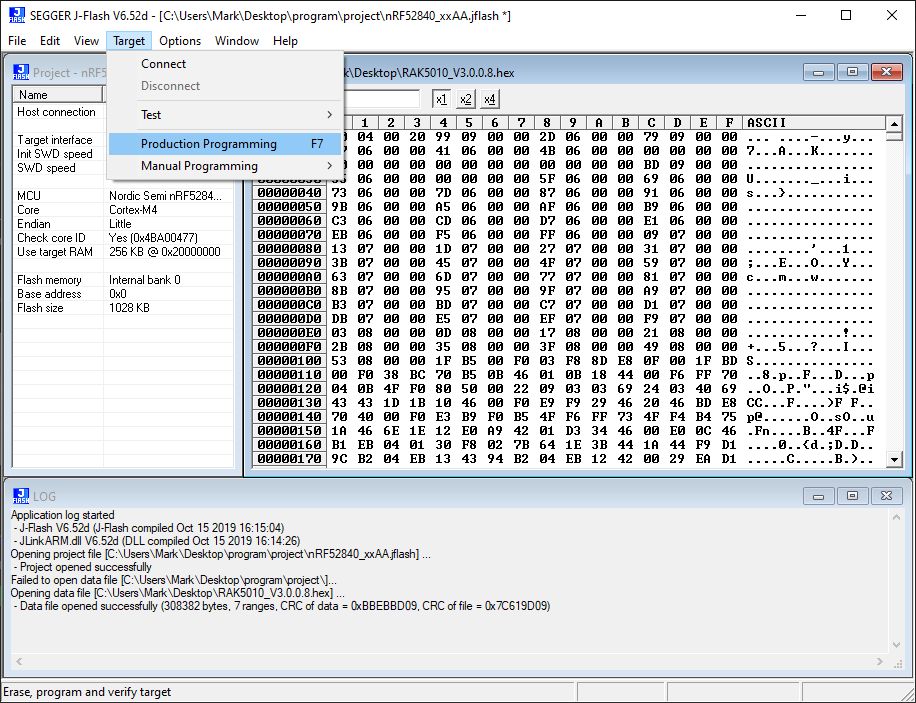 SEGGER J-Flash V6.52d - [C:\Users\Mark\Desktop\program\project\nRF52840_xxAA.jflash *]
File Edit View Target Options Window Help
Project - nRF5
k\Desktop\RAK5010_V3.0.0.8.hex
Connect
Disconnect
Test
Production Programming F7
Manual Programming
Name
Host connection
Target interface
Init SWD speed
SWD speed
MCU Nordic Semi nRF5284...
Core Cortex-M4
Endian Little
Check core ID Yes (0x4BA00477)
Use target RAM 256 KB @ 0x20000000
Flash memory Internal bank 0
Base address 0x0
Flash size 1028 KB
x1 x2 x4
1 2 3 4 5 6 7 8 9 A B C D E F ASCII
04 00 20 99 09 00 00 2D 06 00 00 79 09 00 00
06 00 00 41 06 00 00 4B 06 00 00 00 00 00 00
00 00 00 00 00 00 00 00 00 00 00 BD 09 00 00
06 00 00 00 00 00 00 5F 06 00 00 69 06 00 00
00000040 73 06 00 00 7D 06 00 00 87 06 00 00 91 06 00 00
00000050 9B 06 00 00 A5 06 00 00 AF 06 00 00 B9 06 00 00
00000060 C3 06 00 00 CD 06 00 00 D7 06 00 00 E1 06 00 00
00000070 EB 06 00 00 F5 06 00 00 FF 06 00 00 09 07 00 00
00000080 13 07 00 00 1D 07 00 00 27 07 00 00 31 07 00 00
00000090 3B 07 00 00 45 07 00 00 4F 07 00 00 59 07 00 00
000000A0 63 07 00 00 6D 07 00 00 77 07 00 00 81 07 00 00
000000B0 8B 07 00 00 95 07 00 00 9F 07 00 00 A9 07 00 00
000000C0 B3 07 00 00 BD 07 00 00 C7 07 00 00 D1 07 00 00
000000D0 DB 07 00 00 E5 07 00 00 EF 07 00 00 F9 07 00 00
000000E0 03 08 00 00 0D 08 00 00 17 08 00 00 21 08 00 00
000000F0 2B 08 00 00 35 08 00 00 3F 08 00 00 49 08 00 00
00000100 53 08 00 00 1F B5 00 F0 03 F8 8D E8 0F 00 1F BD
00000110 00 F0 38 BC 70 B5 0B 46 01 0B 18 44 00 F6 FF 70
00000120 04 0B 4F F0 80 50 00 22 09 03 03 69 24 03 40 69
00000130 43 43 1D 1B 10 46 00 F0 E9 F9 29 46 20 46 BD E8
00000140 70 40 00 F0 E3 B9 F0 B5 4F F6 FF 73 4F F4 B4 75
00000150 1A 46 6E 1E 12 E0 A9 42 01 D3 34 46 00 E0 0C 46
00000160 B1 EB 04 01 30 F8 02 7B 64 1E 3B 44 1A 44 F9 D1
00000170 9C B2 04 EB 13 43 94 B2 04 EB 12 42 00 29 EA D1
LOG
Application log started
- J-Flash V6.52d (J-Flash compiled Oct 15 2019 16:15:04)
- JLinkARM.dll V6.52d (DLL compiled Oct 15 2019 16:14:26)
Opening project file [C:\Users\Mark\Desktop\program\project\nRF52840_xxAA.jflash] ...
- Project opened successfully
Failed to open data file [C:\Users\Mark\Desktop\program\project\]...
Opening data file [C:\Users\Mark\Desktop\RAK5010_V3.0.0.8.hex] ...
- Data file opened successfully (308382 bytes, 7 ranges, CRC of data = 0xBBEBBD09, CRC of file = 0x7C619D09)
Erase, program and verify target